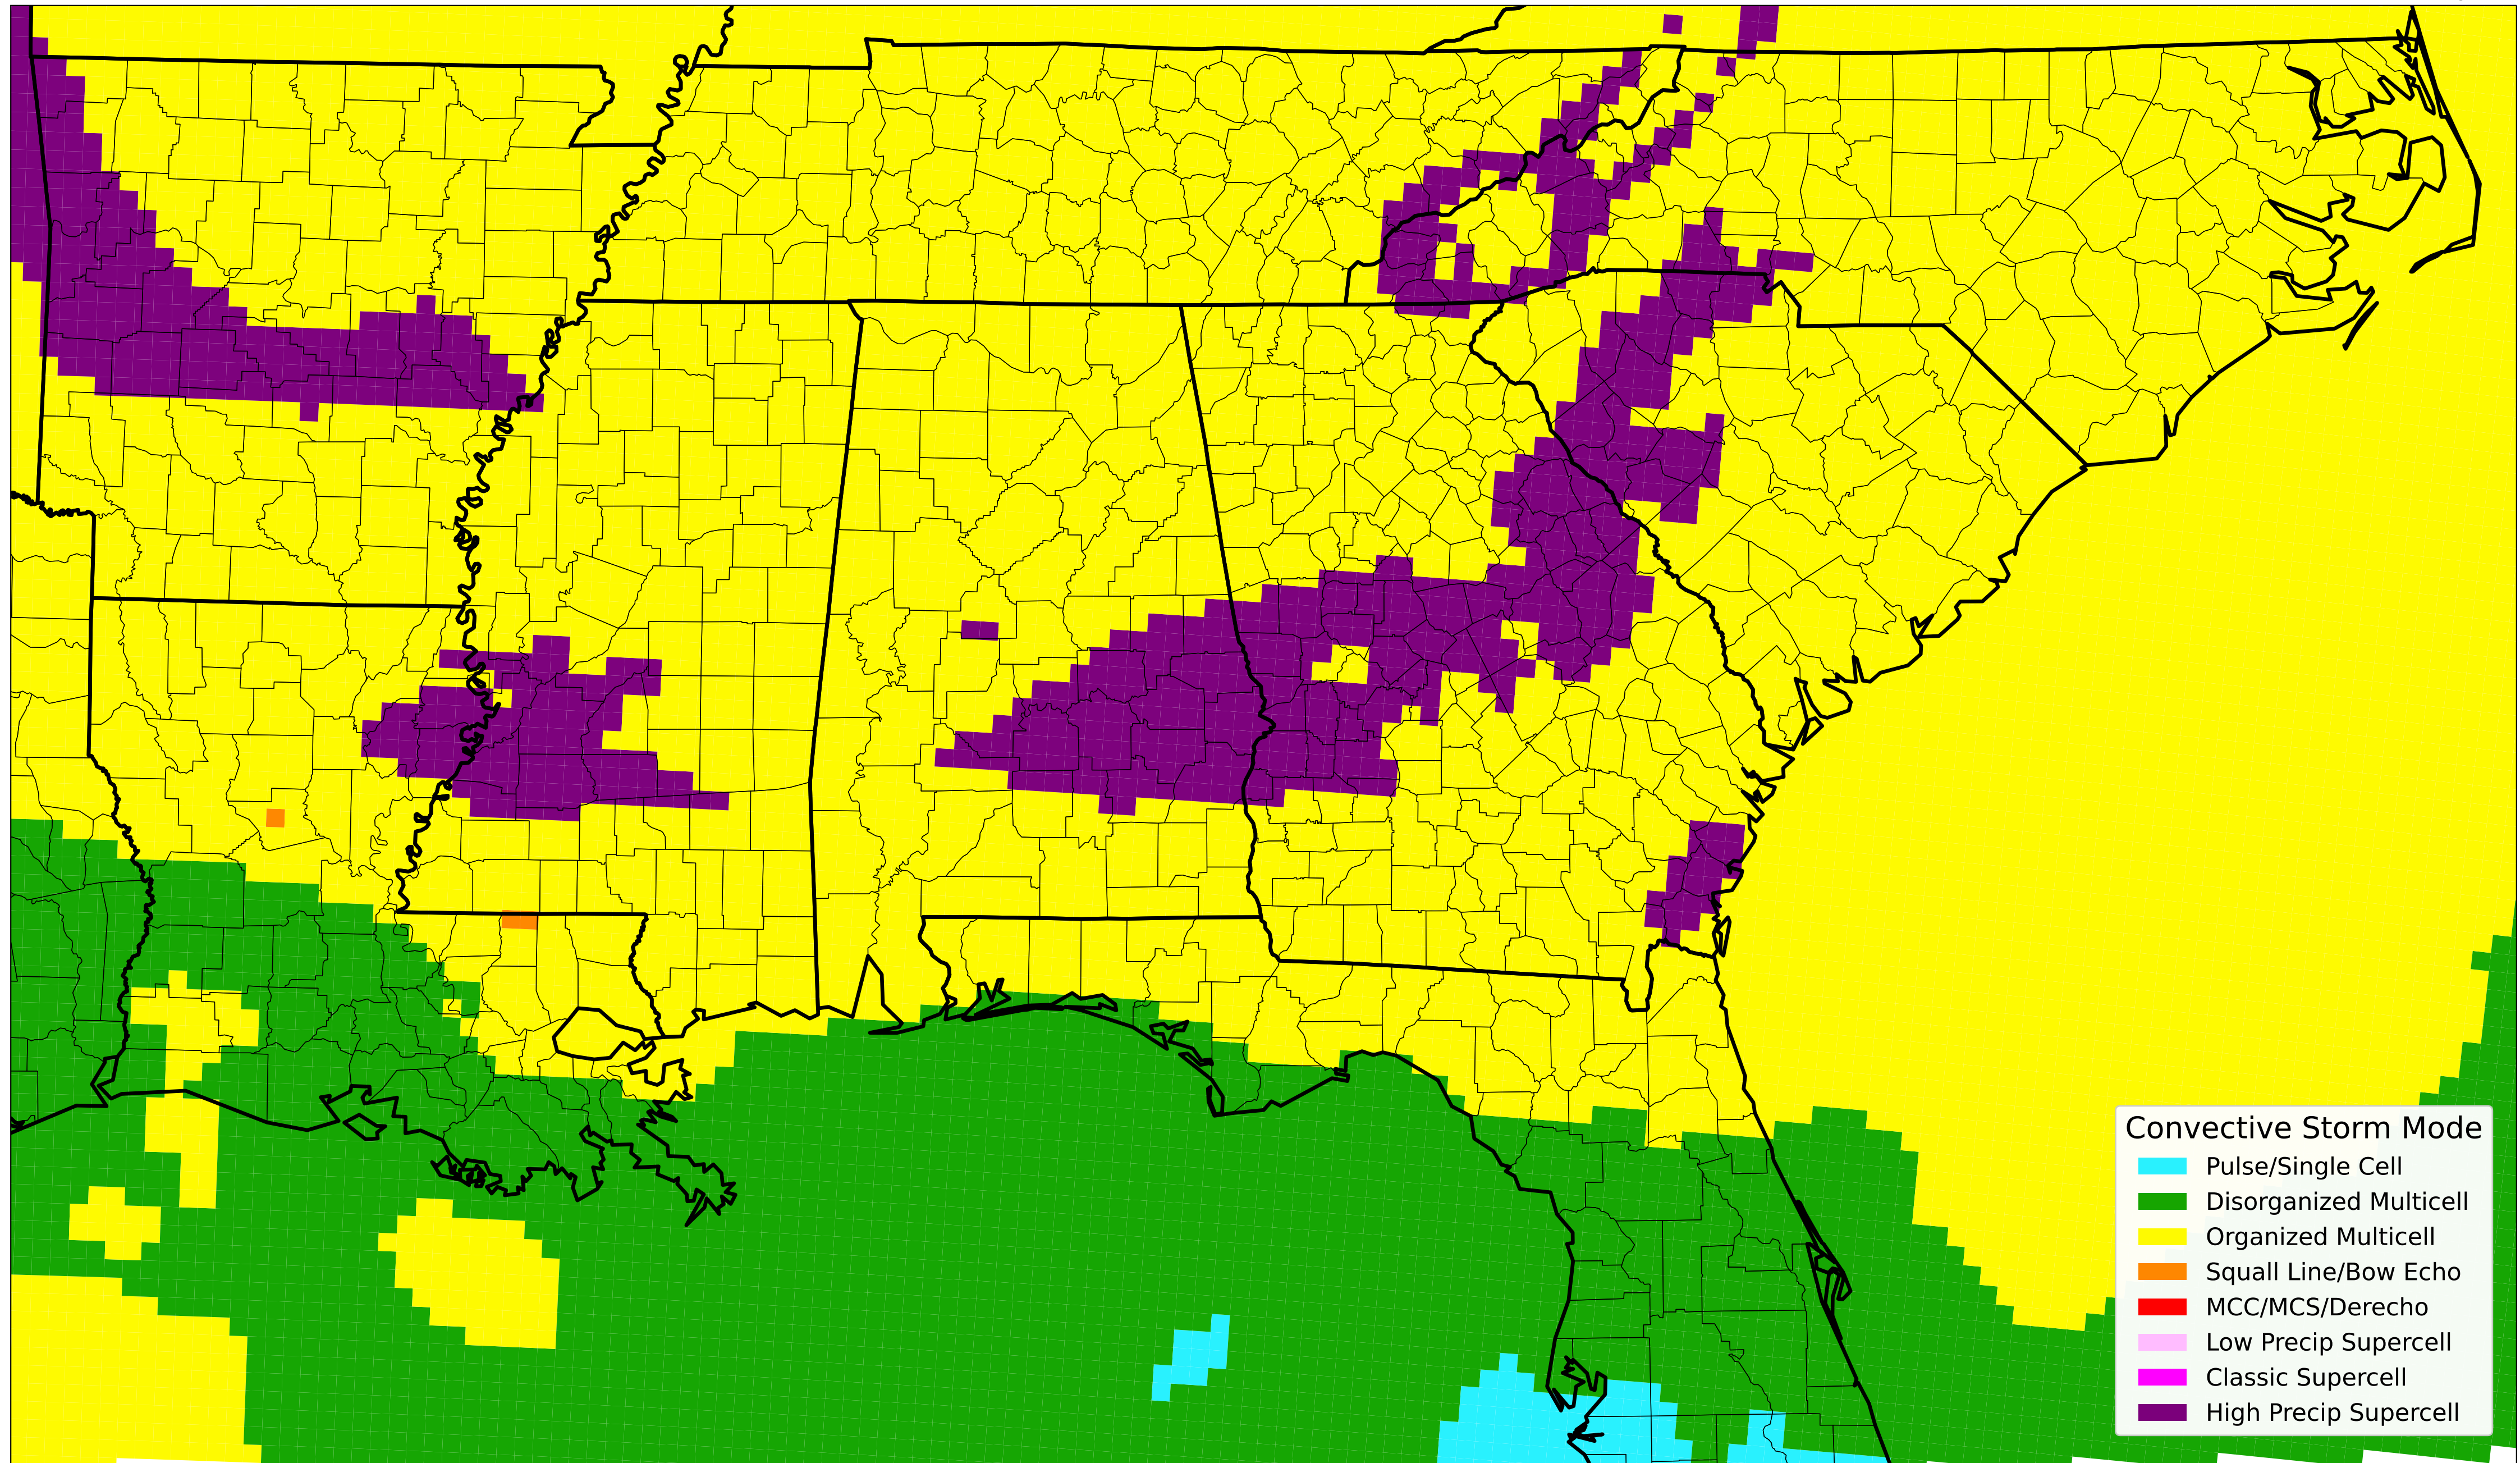 Convective Storm Mode
Pulse/Single Cell
Disorganized Multicell
Organized Multicell
Squall Line/Bow Echo
MCC/MCS/Derecho
Low Precip Supercell
Classic Supercell
High Precip Supercell